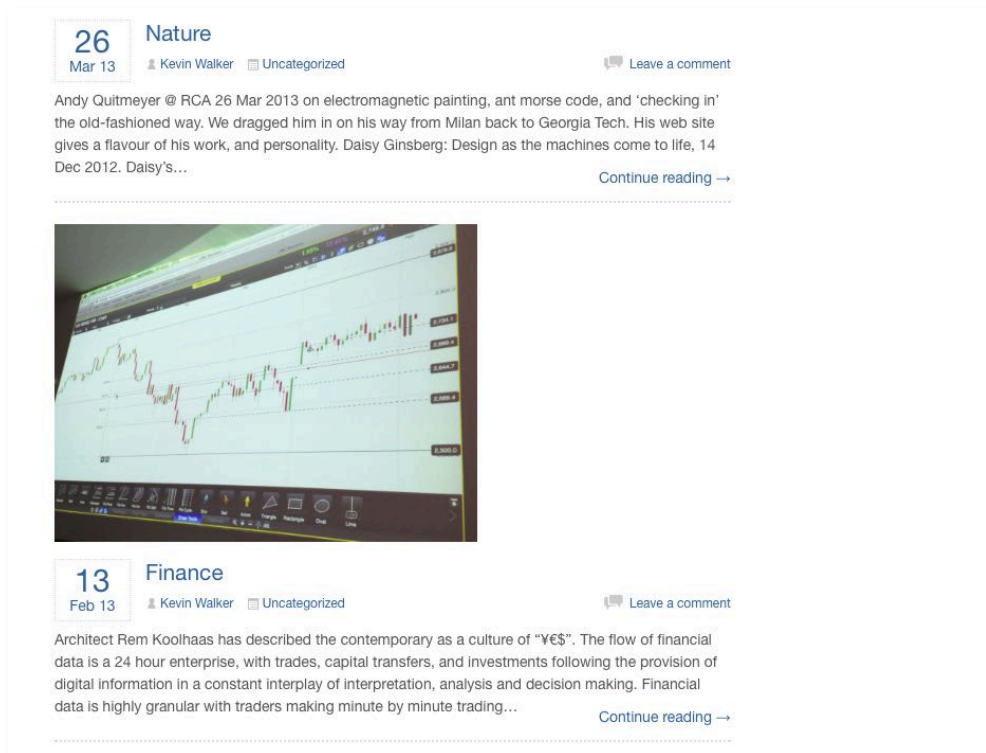 26
Mar 13
Nature
Kevin Walker
Uncategorized
Leave a comment
Andy Quitmeyer @ RCA 26 Mar 2013 on electromagnetic painting, ant morse code, and ‘checking in’
the old-fashioned way. We dragged him in on his way from Milan back to Georgia Tech. His web site
gives a flavour of his work, and personality. Daisy Ginsberg: Design as the machines come to life, 14
Dec 2012. Daisy’s…
Continue reading →
Triangle
Rectangle
Oval
Line
13
Feb 13
Finance
Kevin Walker
Uncategorized
Leave a comment
Architect Rem Koolhaas has described the contemporary as a culture of “¥€$”. The flow of financial
data is a 24 hour enterprise, with trades, capital transfers, and investments following the provision of
digital information in a constant interplay of interpretation, analysis and decision making. Financial
data is highly granular with traders making minute by minute trading…
Continue reading →